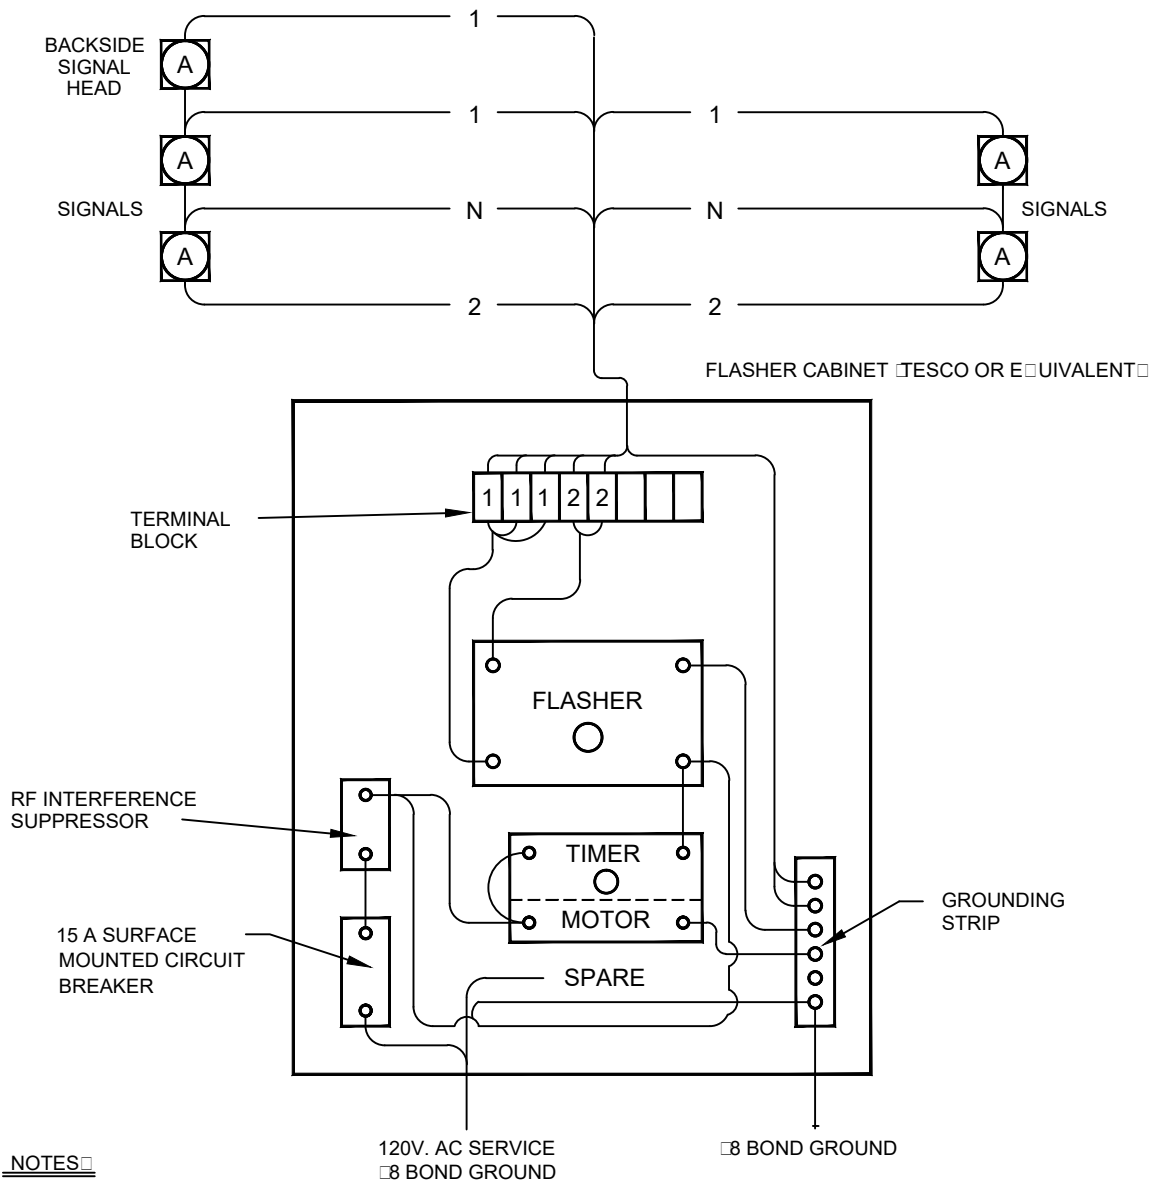 1
BACKSIDE
SIGNAL
HEAD
A
1
1
A
A
SIGNALS
N
N
SIGNALS
A
A
2
2
FLASHER CABINET □TESCO OR E□UIVALENT□
1 1 1 2 2
TERMINAL
BLOCK
FLASHER
RF INTERFERENCE
SUPPRESSOR
TIMER
MOTOR
GROUNDING
STRIP
15 A SURFACE
MOUNTED CIRCUIT
BREAKER
SPARE
120V. AC SERVICE
□8 BOND GROUND
□8 BOND GROUND
NOTES□